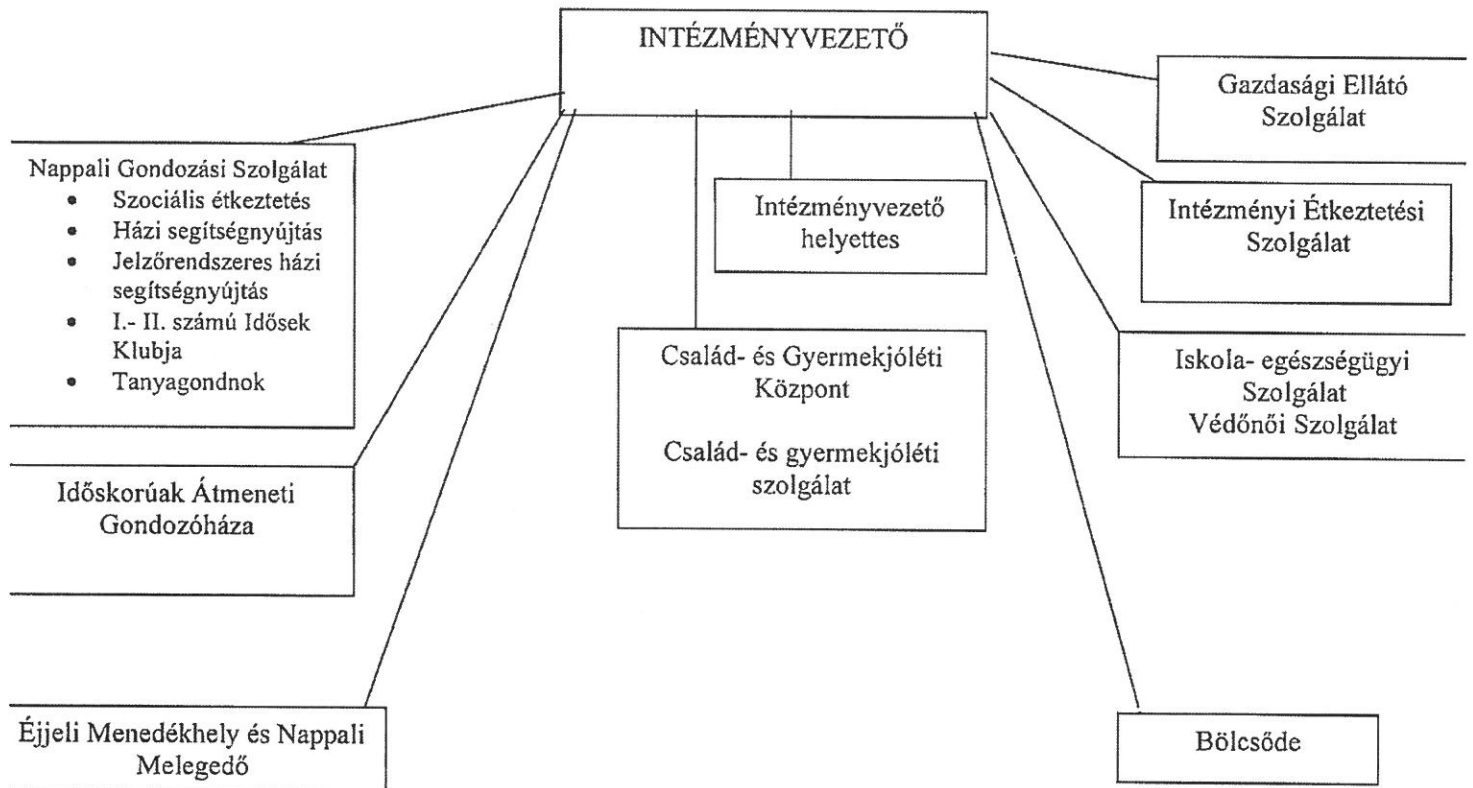 INTÉZMÉNYVEZETŐ
Gazdasági Ellátó
Szolgálat
Nappali Gondozási Szolgálat
• Szociális étkeztetés
• Házi segítségnyújtás
• Jelzőrendszeres házi
segítségnyújtás
• I.- II. számú Idősek
Klubja
• Tanyagondnok
Intézményvezető
helyettes
Intézményi Étkeztetési
Szolgálat
Család- és Gyermekjóléti
Központ
Család- és gyermekjóléti
szolgálat
Iskola- egészségügyi
Szolgálat
Védőnői Szolgálat
Időskorúak Átmeneti
Gondozóháza
Éjjeli Menedékhely és Nappali
Melegedő
Bölcsőde